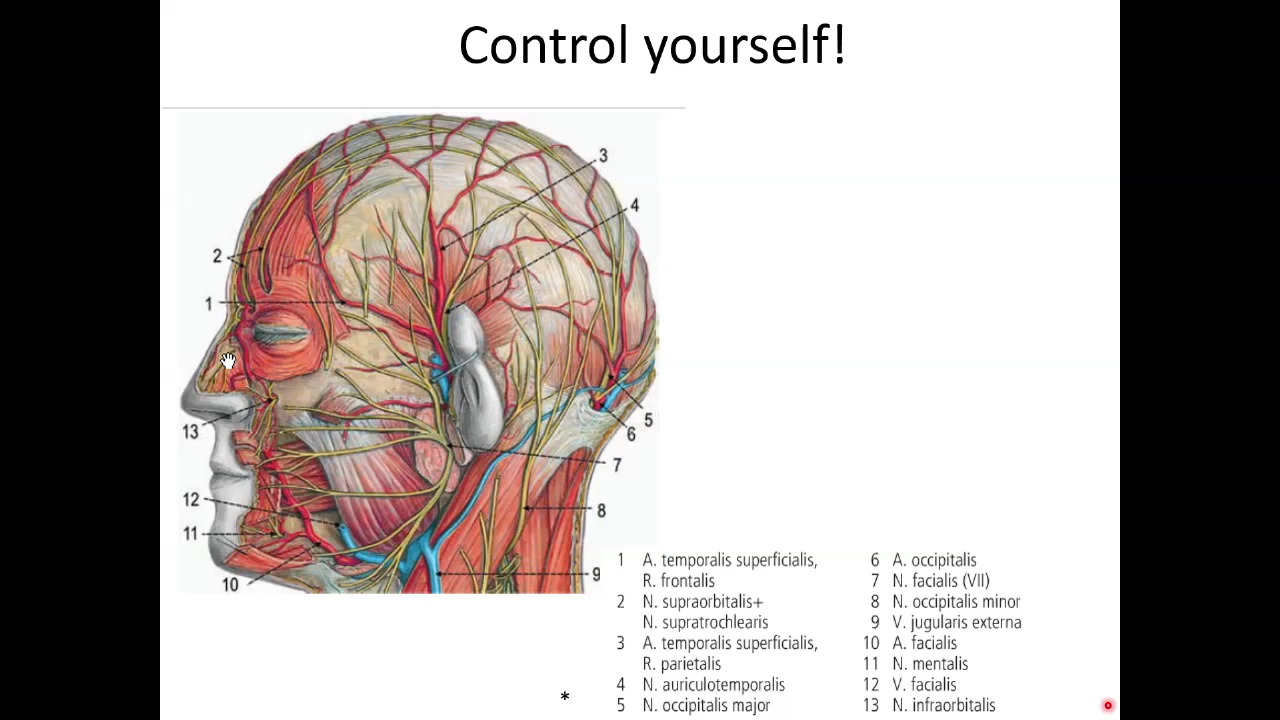 Control yourself!
3
4
2
1
13
5
6
7
12
8
11
10
9
1 A. temporalis superficialis,
R. frontalis
2 N. supraorbitalis+
N. supratrochlearis
3 A. temporalis superficialis,
R. parietalis
4 N. auriculotemporalis
5 N. occipitalis major
6 A. occipitalis
7 N. facialis (VII)
8 N. occipitalis minor
9 V. jugularis externa
10 A. facialis
11 N. mentalis
12 V. facialis
13 N. infraorbitalis
*